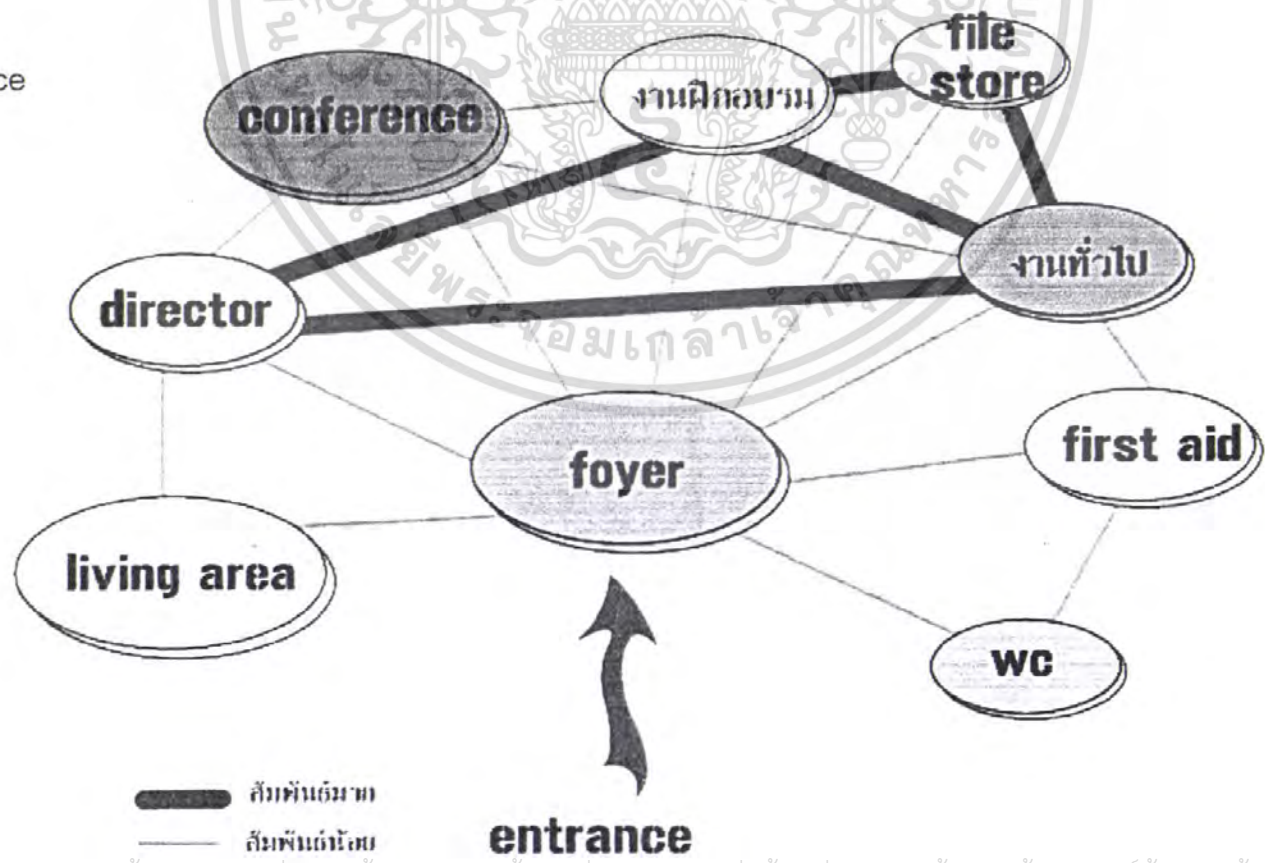 ce
file
store
งานฝึกอบรม
conference
งานทั่วไป
director
first aid
foyer
living area
wc
สัมพันธ์มาก
สัมพันธ์น้อย
entrance